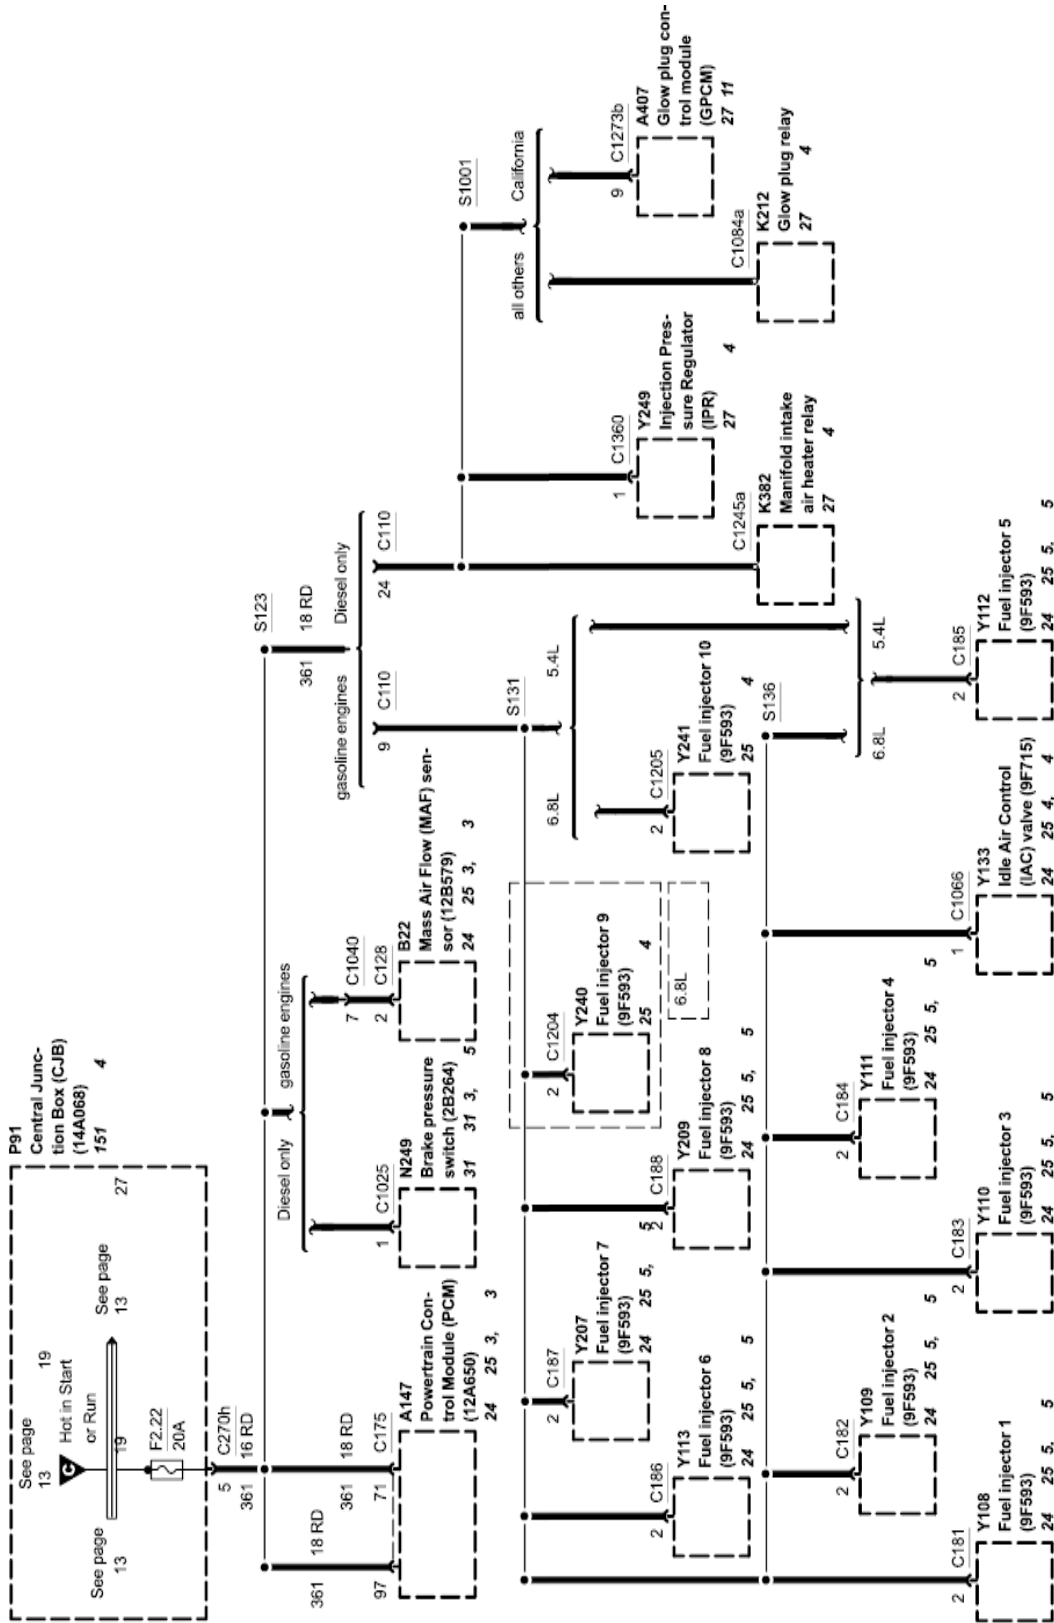 P91
Central Junc-
tion Box (CJB)
(14A068)
151 4
See page
13 19
C
Hot in Start
or Run
See page
13
19
See page
13
27
F2.22
20A
5 C270h
361 16 RD
361 18 RD
361 18 RD
97
71 C175
A147
Powertrain Con-
trol Module (PCM)
(12A650)
24 25 3, 3
Diesel only
gasoline engines
1 C1025
N249
Brake pressure
switch (2B264)
31 31 3, 5
7 C1040
2 C128
B22
Mass Air Flow (MAF) sen-
sor (12B579)
24 25 3, 3
S123
361 18 RD
gasoline engines
Diesel only
9 C110
24 C110
S1001
all others
California
9 C1273b
A407
Glow plug con-
trol module
(GPCM)
27 11
C1084a
K212
Glow plug relay
27 4
1 C1360
Y249
Injection Pres-
sure Regulator
(IPR)
27 4
C1245a
K382
Manifold intake
air heater relay
27 4
S131
6.8L
5.4L
2 C1205
Y241
Fuel injector 10
(9F593)
25 4
2 C1204
Y240
Fuel injector 9
(9F593)
25 4
6.8L
2 C188
Y209
Fuel injector 8
(9F593)
24 25 5, 5
2 C187
Y207
Fuel injector 7
(9F593)
24 25 5, 5
2 C186
Y113
Fuel injector 6
(9F593)
24 25 5, 5
S136
6.8L
5.4L
2 C185
Y112
Fuel injector 5
(9F593)
24 25 5, 5
1 C1066
Y133
Idle Air Control
(IAC) valve (9F715)
24 25 4, 4
2 C184
Y111
Fuel injector 4
(9F593)
24 25 5, 5
2 C183
Y110
Fuel injector 3
(9F593)
24 25 5, 5
2 C182
Y109
Fuel injector 2
(9F593)
24 25 5, 5
2 C181
Y108
Fuel injector 1
(9F593)
24 25 5, 5